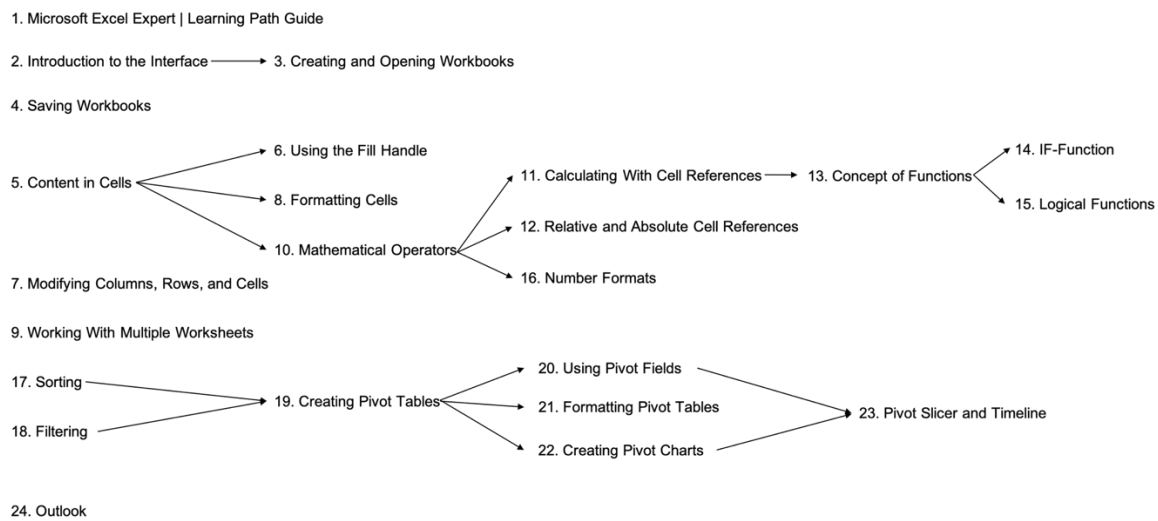 1. Microsoft Excel Expert | Learning Path Guide
2. Introduction to the Interface
3. Creating and Opening Workbooks
4. Saving Workbooks
5. Content in Cells
6. Using the Fill Handle
8. Formatting Cells
10. Mathematical Operators
11. Calculating With Cell References
12. Relative and Absolute Cell References
16. Number Formats
13. Concept of Functions
14. IF-Function
15. Logical Functions
7. Modifying Columns, Rows, and Cells
9. Working With Multiple Worksheets
17. Sorting
18. Filtering
19. Creating Pivot Tables
20. Using Pivot Fields
21. Formatting Pivot Tables
22. Creating Pivot Charts
23. Pivot Slicer and Timeline
24. Outlook